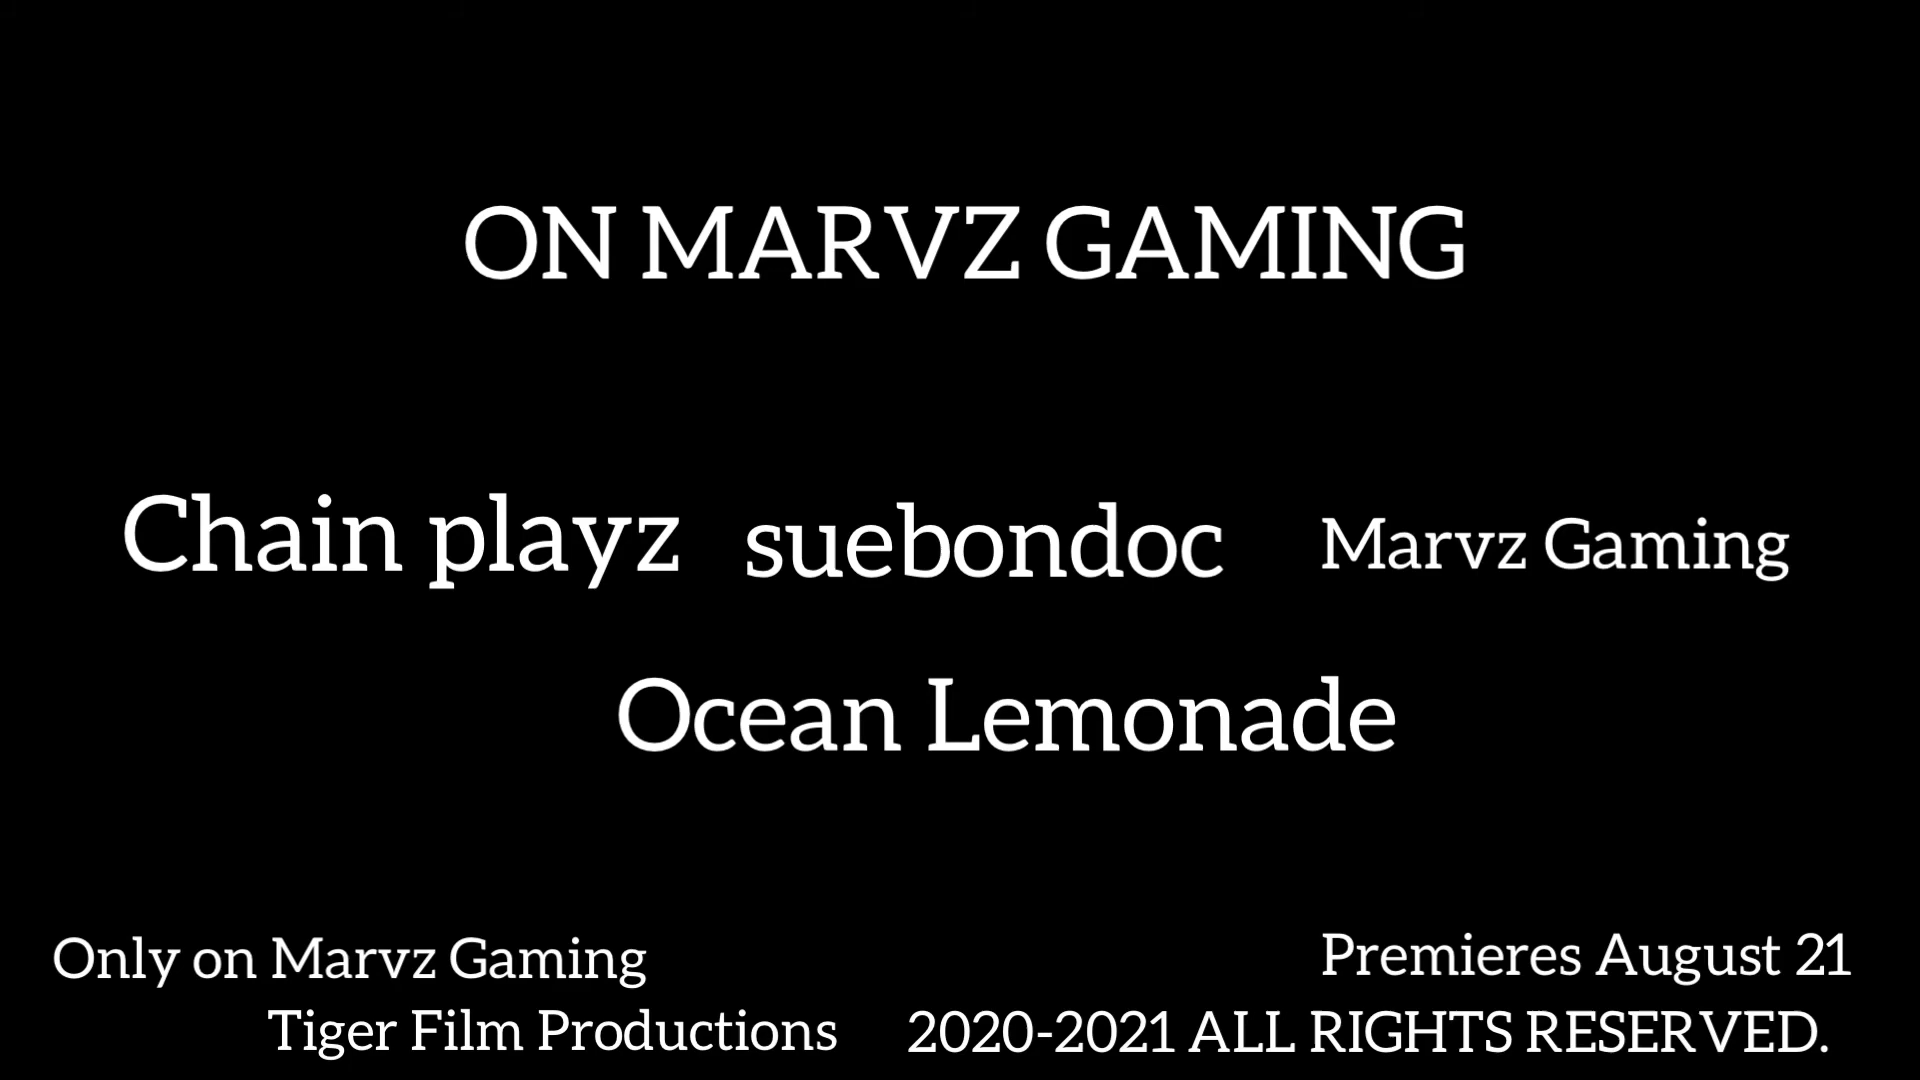 ON MARVZ GAMING
Chain playz suebondoc Marvz Gaming
Ocean Lemonade
Only on Marvz Gaming Premieres August 21
Tiger Film Productions 2020-2021 ALL RIGHTS RESERVED.